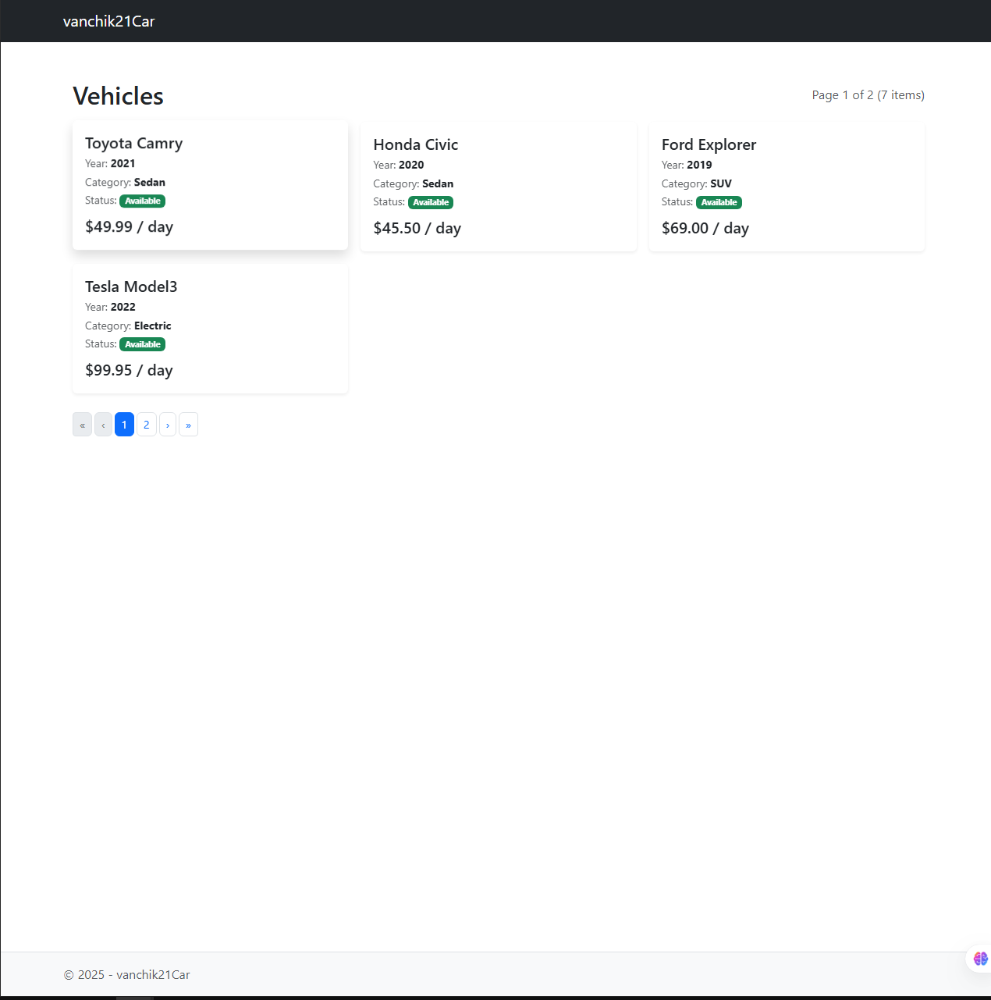 vanchik21Car
Vehicles
Page 1 of 2 (7 items)
Toyota Camry
Year: 2021
Category: Sedan
Status: Available
$49.99 / day
Honda Civic
Year: 2020
Category: Sedan
Status: Available
$45.50 / day
Ford Explorer
Year: 2019
Category: SUV
Status: Available
$69.00 / day
Tesla Model3
Year: 2022
Category: Electric
Status: Available
$99.95 / day
« ‹ 1 2 › »
© 2025 - vanchik21Car